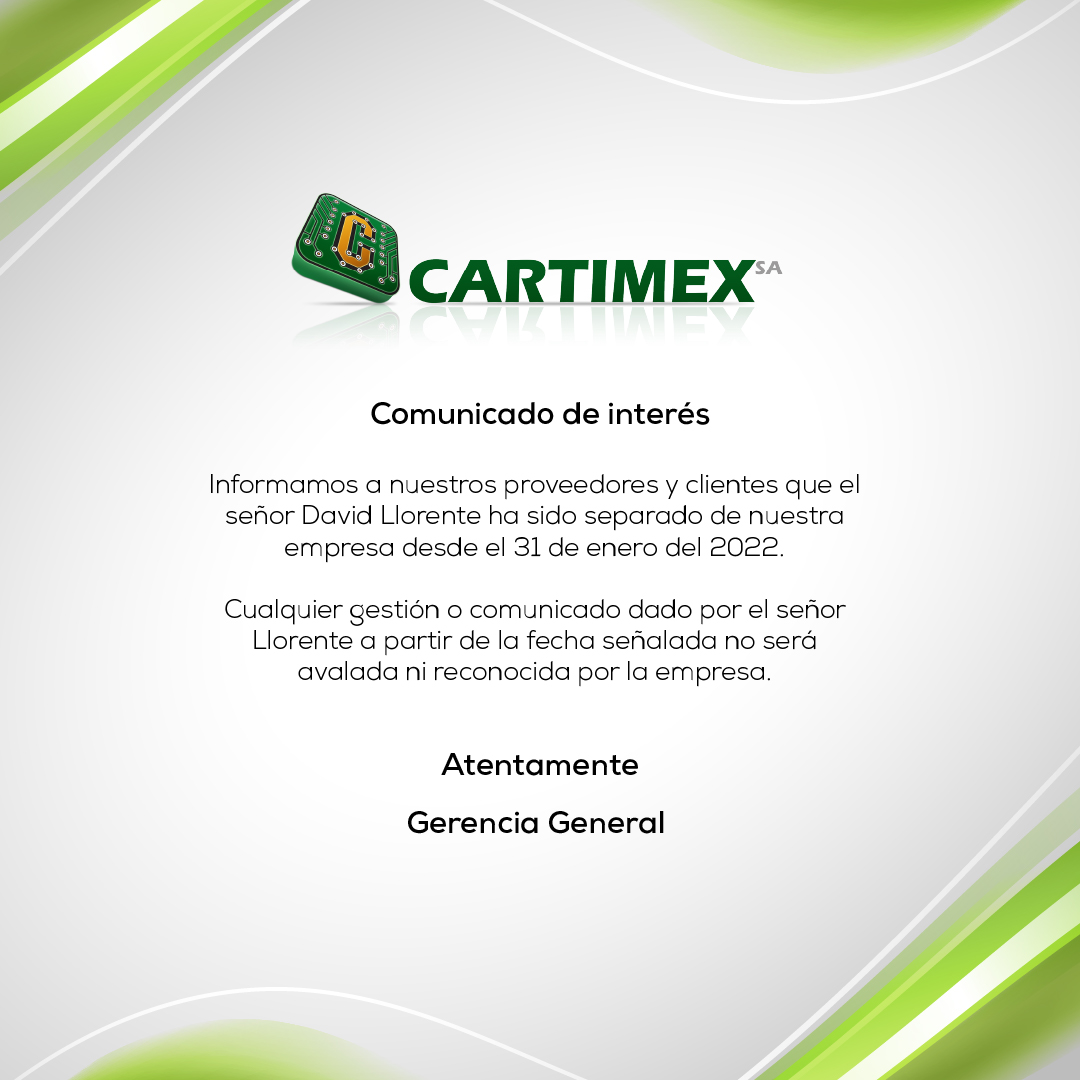 C
CARTIMEX SA
Comunicado de interés
Informamos a nuestros proveedores y clientes que el
señor David Llorente ha sido separado de nuestra
empresa desde el 31 de enero del 2022.
Cualquier gestión o comunicado dado por el señor
Llorente a partir de la fecha señalada no será
avalada ni reconocida por la empresa.
Atentamente
Gerencia General